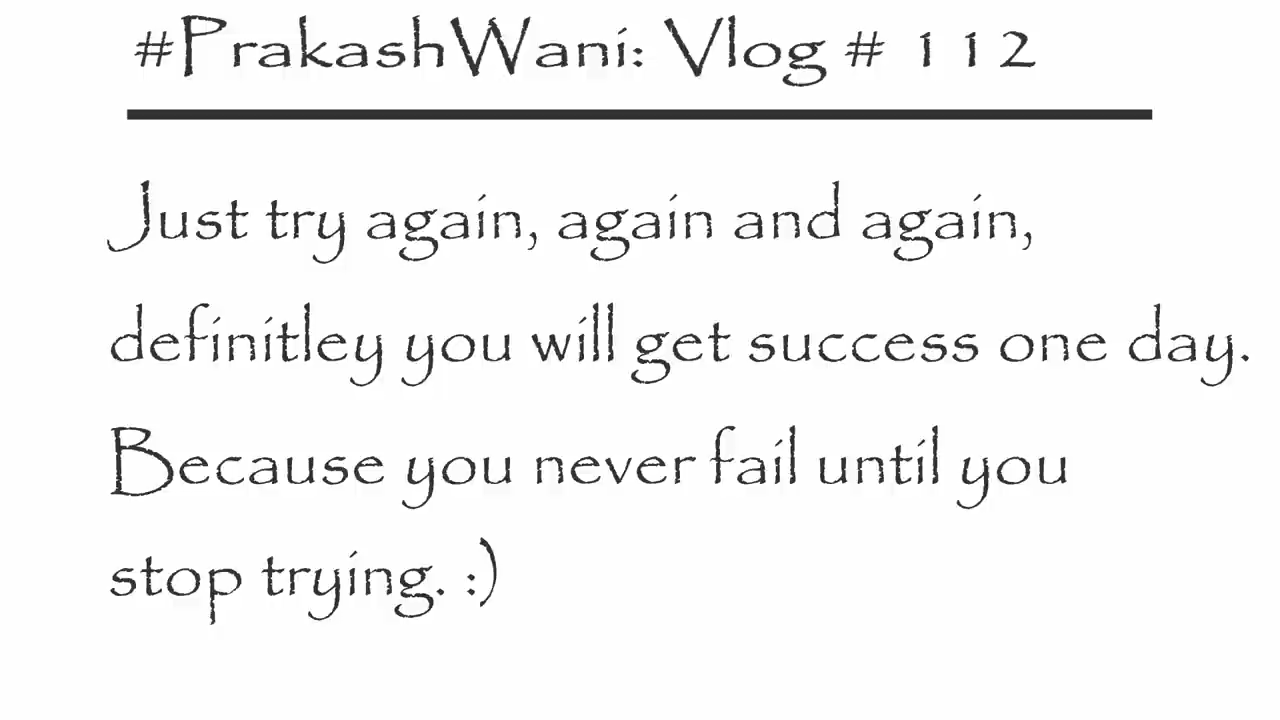 #PrakashWani: Vlog # 112
Just try again, again and again,
definitley you will get success one day.
Because you never fail until you
stop trying. :)